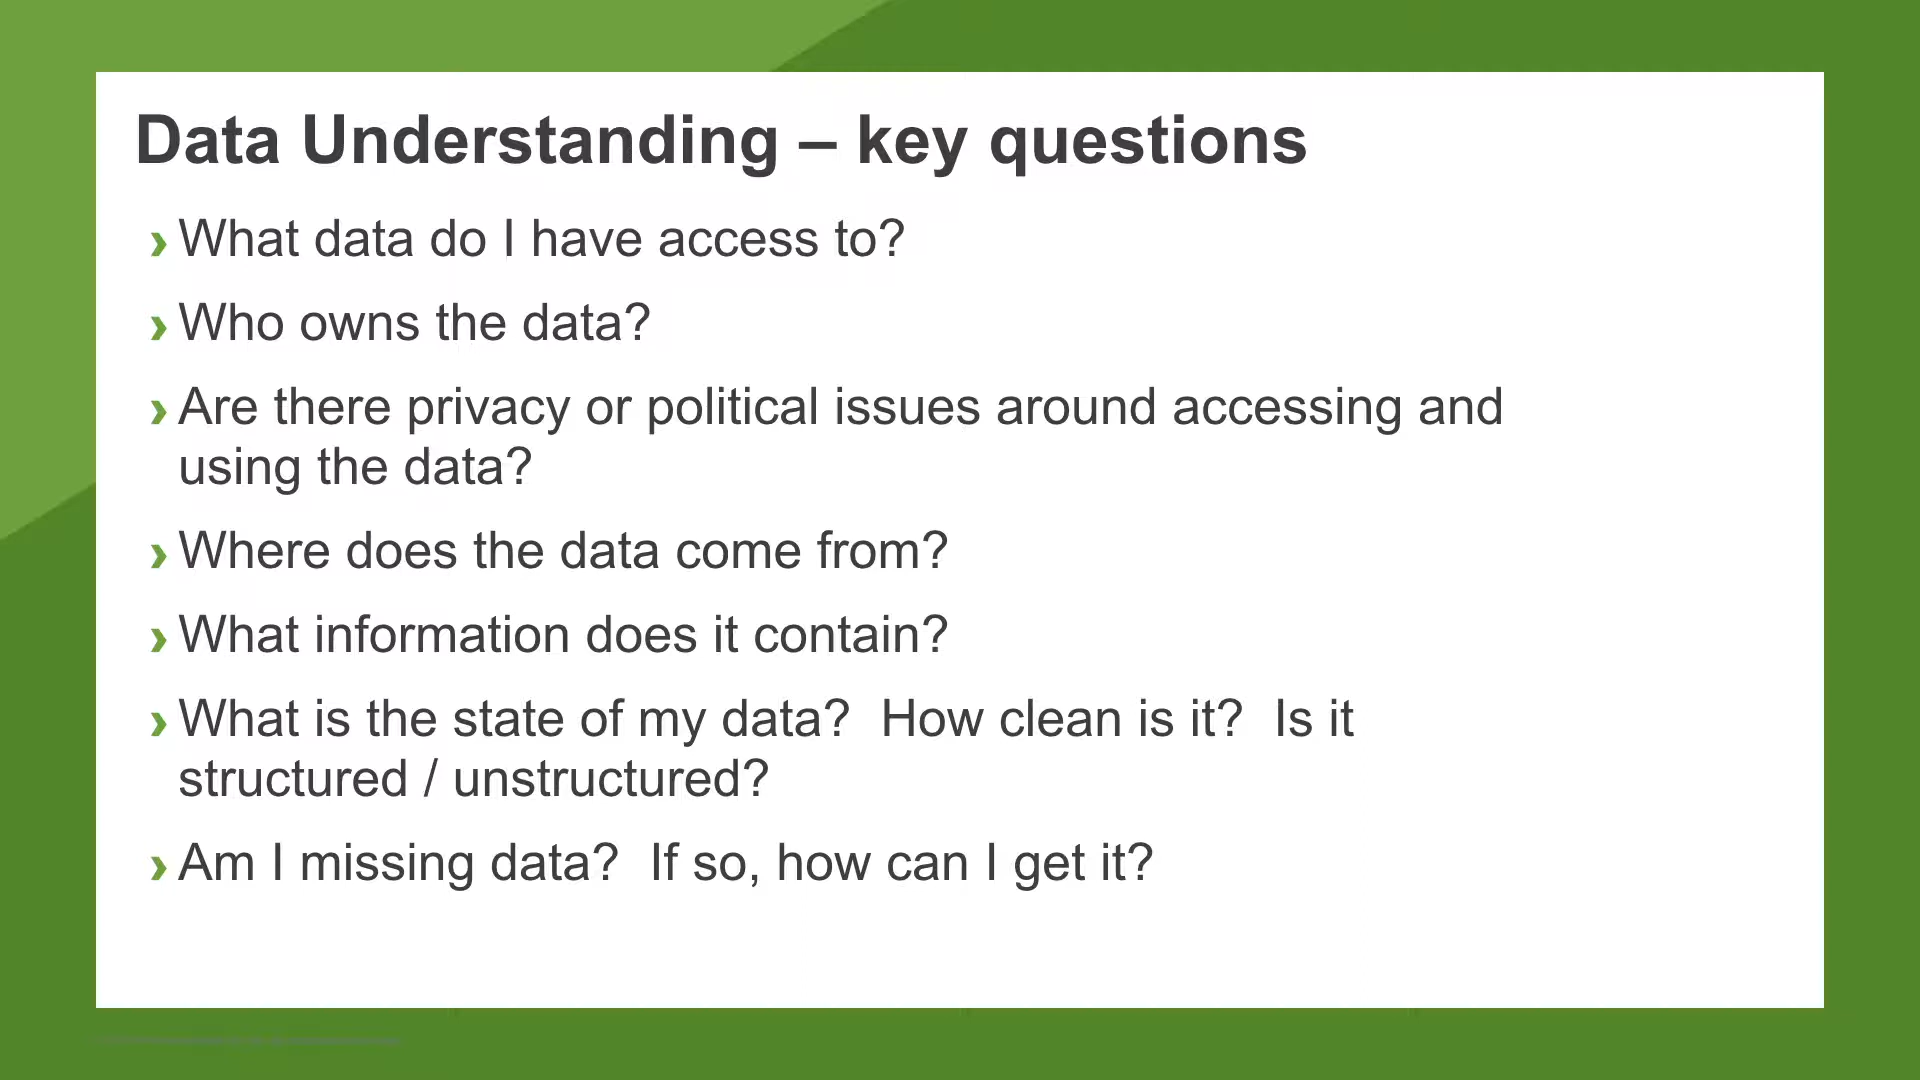 Data Understanding – key questions
› What data do I have access to?
› Who owns the data?
› Are there privacy or political issues around accessing and
using the data?
› Where does the data come from?
› What information does it contain?
› What is the state of my data?  How clean is it?  Is it
structured / unstructured?
› Am I missing data?  If so, how can I get it?